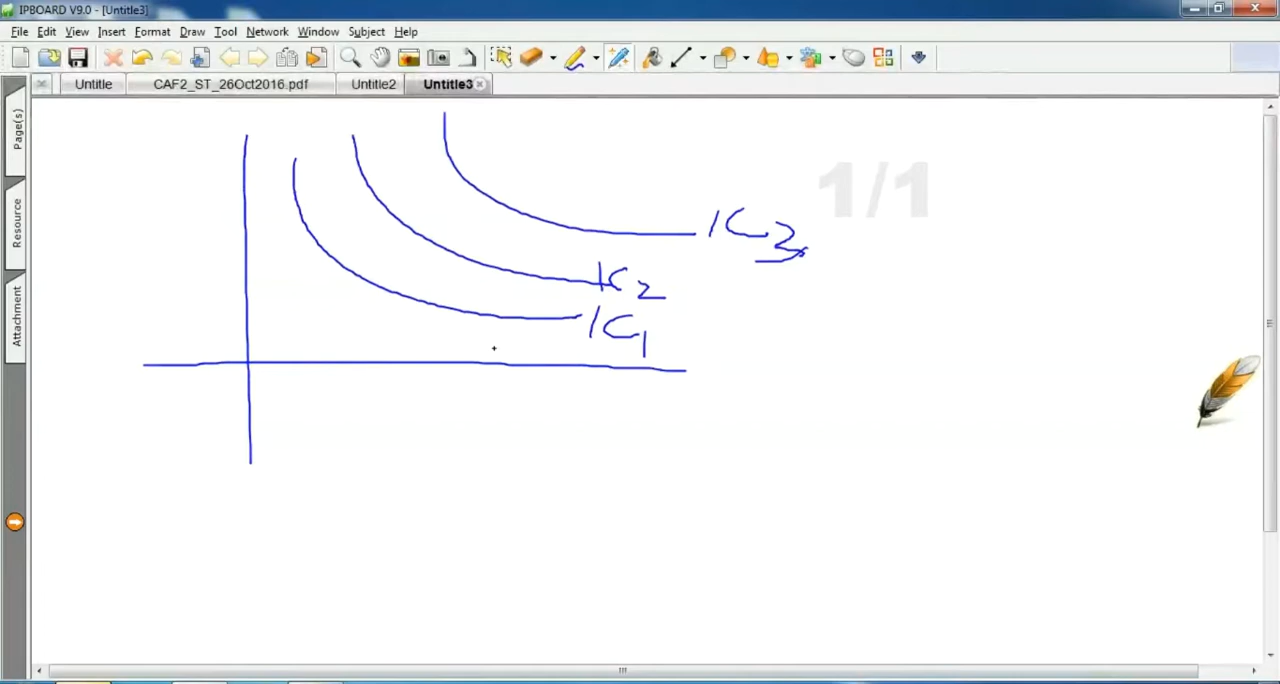 IPBOARD V9.0 - [Untitle3]
File Edit View Insert Format Draw Tool Network Window Subject Help
Untitle CAF2_ST_26Oct2016.pdf Untitle2 Untitle3
Page(s)
Resource
Attachment
1/1
IC3
IC2
IC1